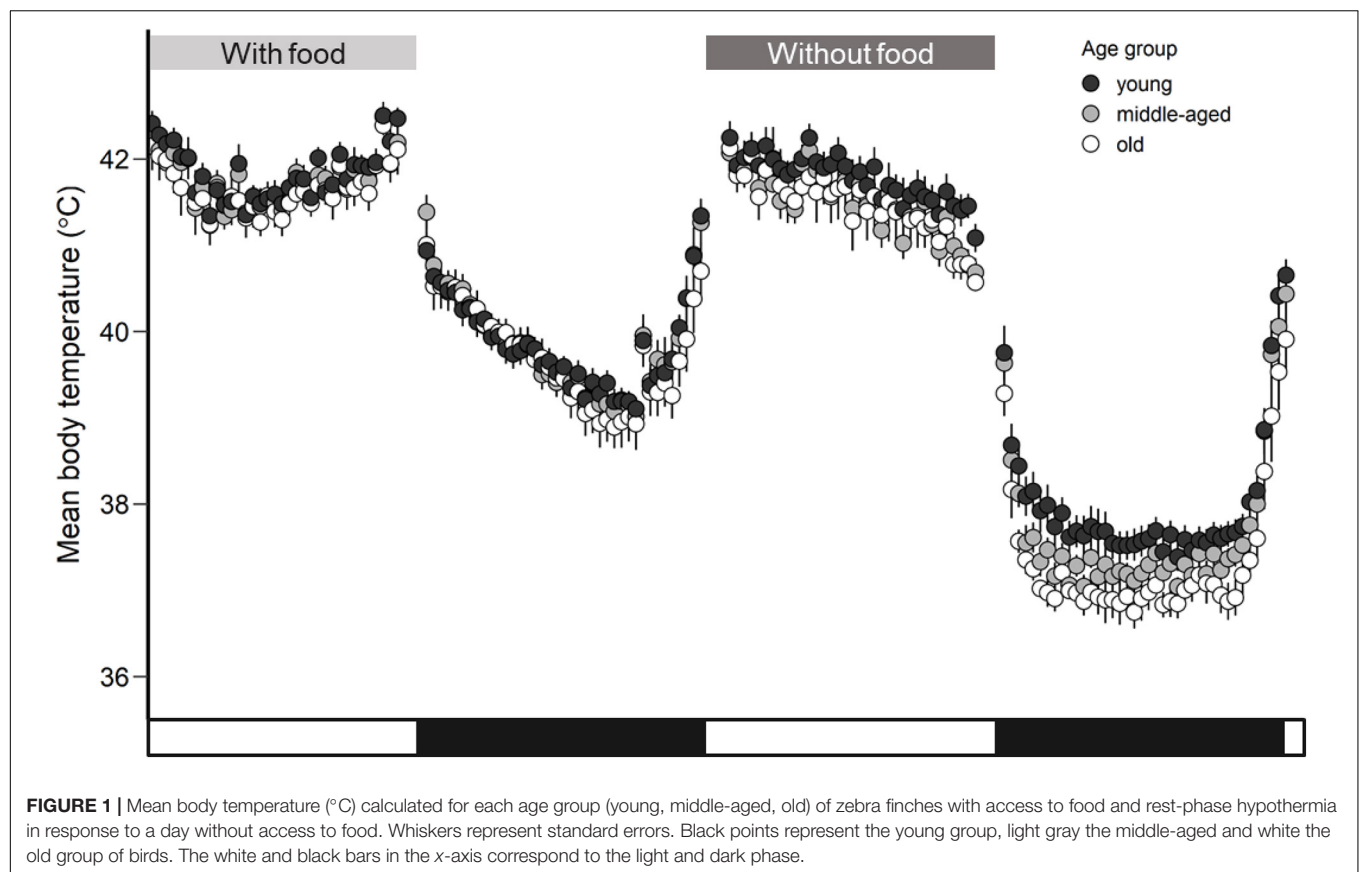 With food
Without food
Age group
young
middle-aged
old
Mean body temperature (°C)
42
40
38
36
FIGURE 1 | Mean body temperature (°C) calculated for each age group (young, middle-aged, old) of zebra finches with access to food and rest-phase hypothermia
in response to a day without access to food. Whiskers represent standard errors. Black points represent the young group, light gray the middle-aged and white the
old group of birds. The white and black bars in the x-axis correspond to the light and dark phase.